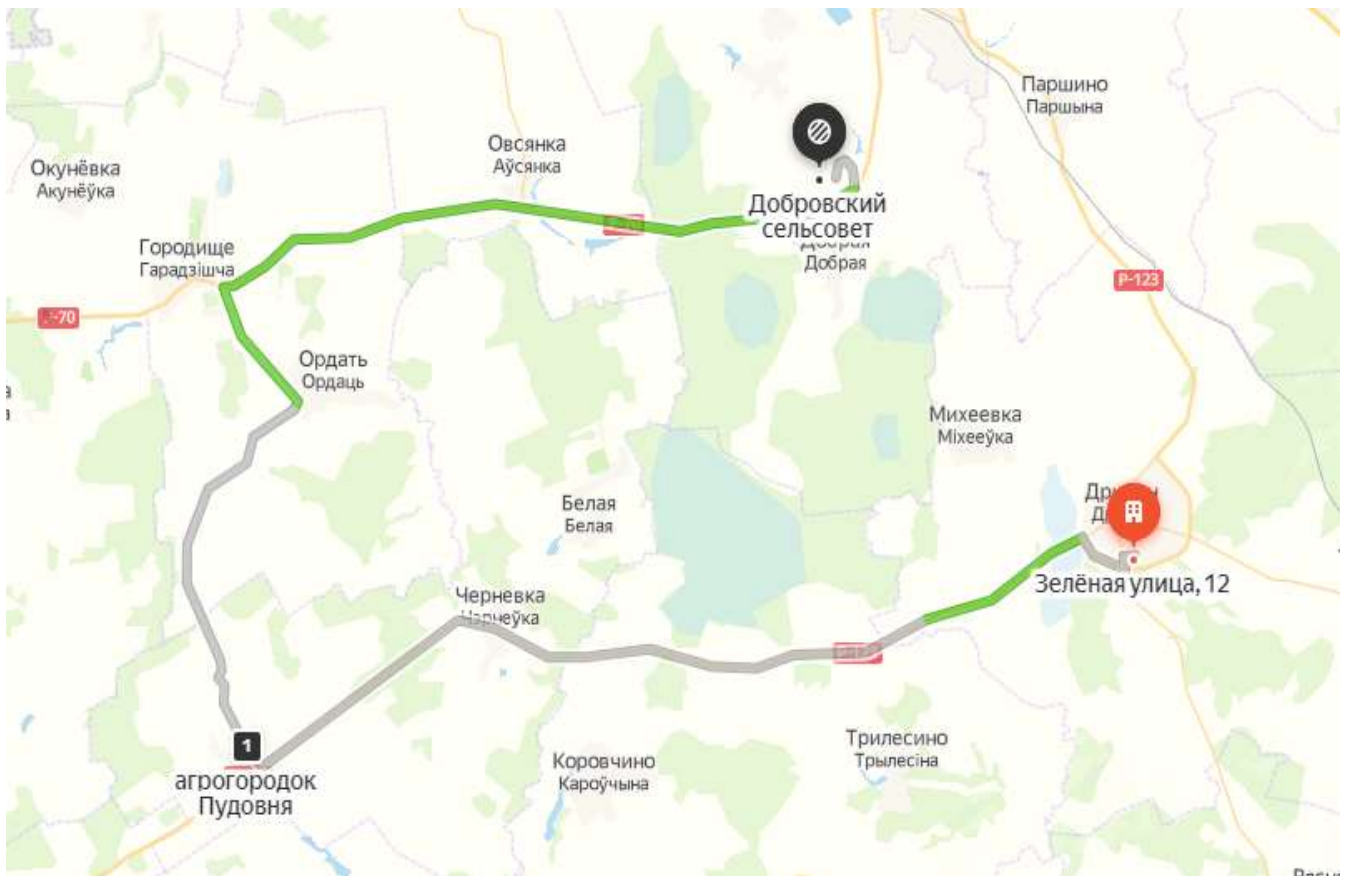 Паршино
Паршына
Овсянка
Аўсянка
Окунёвка
Акунёўка
Добровский
сельсовет
Добрая
Городище
Гарадзішча
Р-123
Ордать
Ордаць
Михеевка
Міхееўка
Белая
Белая
Зелёная улица, 12
Черневка
1
агрогородок
Пудовня
Коровчино
Кароўчына
Трилесино
Трылесіна